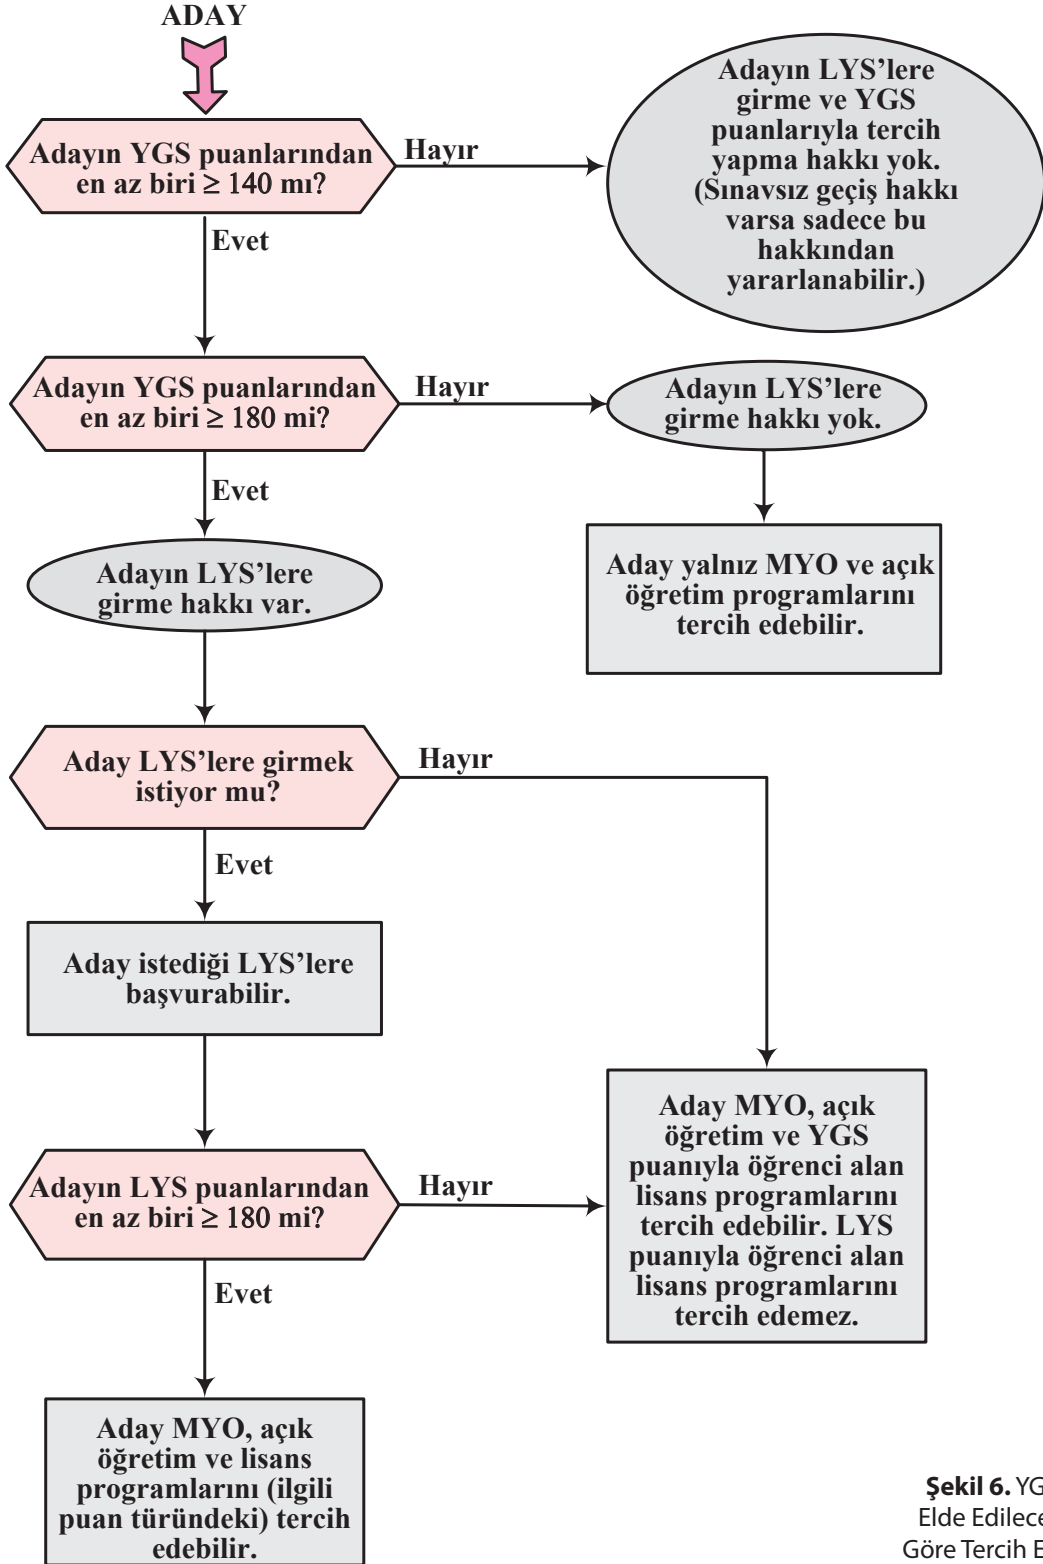 ADAY
Adayın YGS puanlarından
en az biri ≥ 140 mı?
Hayır
Adayın LYS’lere
girme ve YGS
puanlarıyla tercih
yapma hakkı yok.
(Sınavsız geçiş hakkı
varsa sadece bu
hakkından
yararlanabilir.)
Evet
Adayın YGS puanlarından
en az biri ≥ 180 mi?
Hayır
Adayın LYS’lere
girme hakkı yok.
Evet
Aday yalnız MYO ve açık
öğretim programlarını
tercih edebilir.
Adayın LYS’lere
girme hakkı var.
Aday LYS’lere girmek
istiyor mu?
Hayır
Evet
Aday istediği LYS’lere
başvurabilir.
Adayın LYS puanlarından
en az biri ≥ 180 mi?
Hayır
Aday MYO, açık
öğretim ve YGS
puanıyla öğrenci alan
lisans programlarını
tercih edebilir. LYS
puanıyla öğrenci alan
lisans programlarını
tercih edemez.
Evet
Aday MYO, açık
öğretim ve lisans
programlarını (ilgili
puan türündeki) tercih
edebilir.
Şekil 6. YG
Elde Edilece
Göre Tercih E